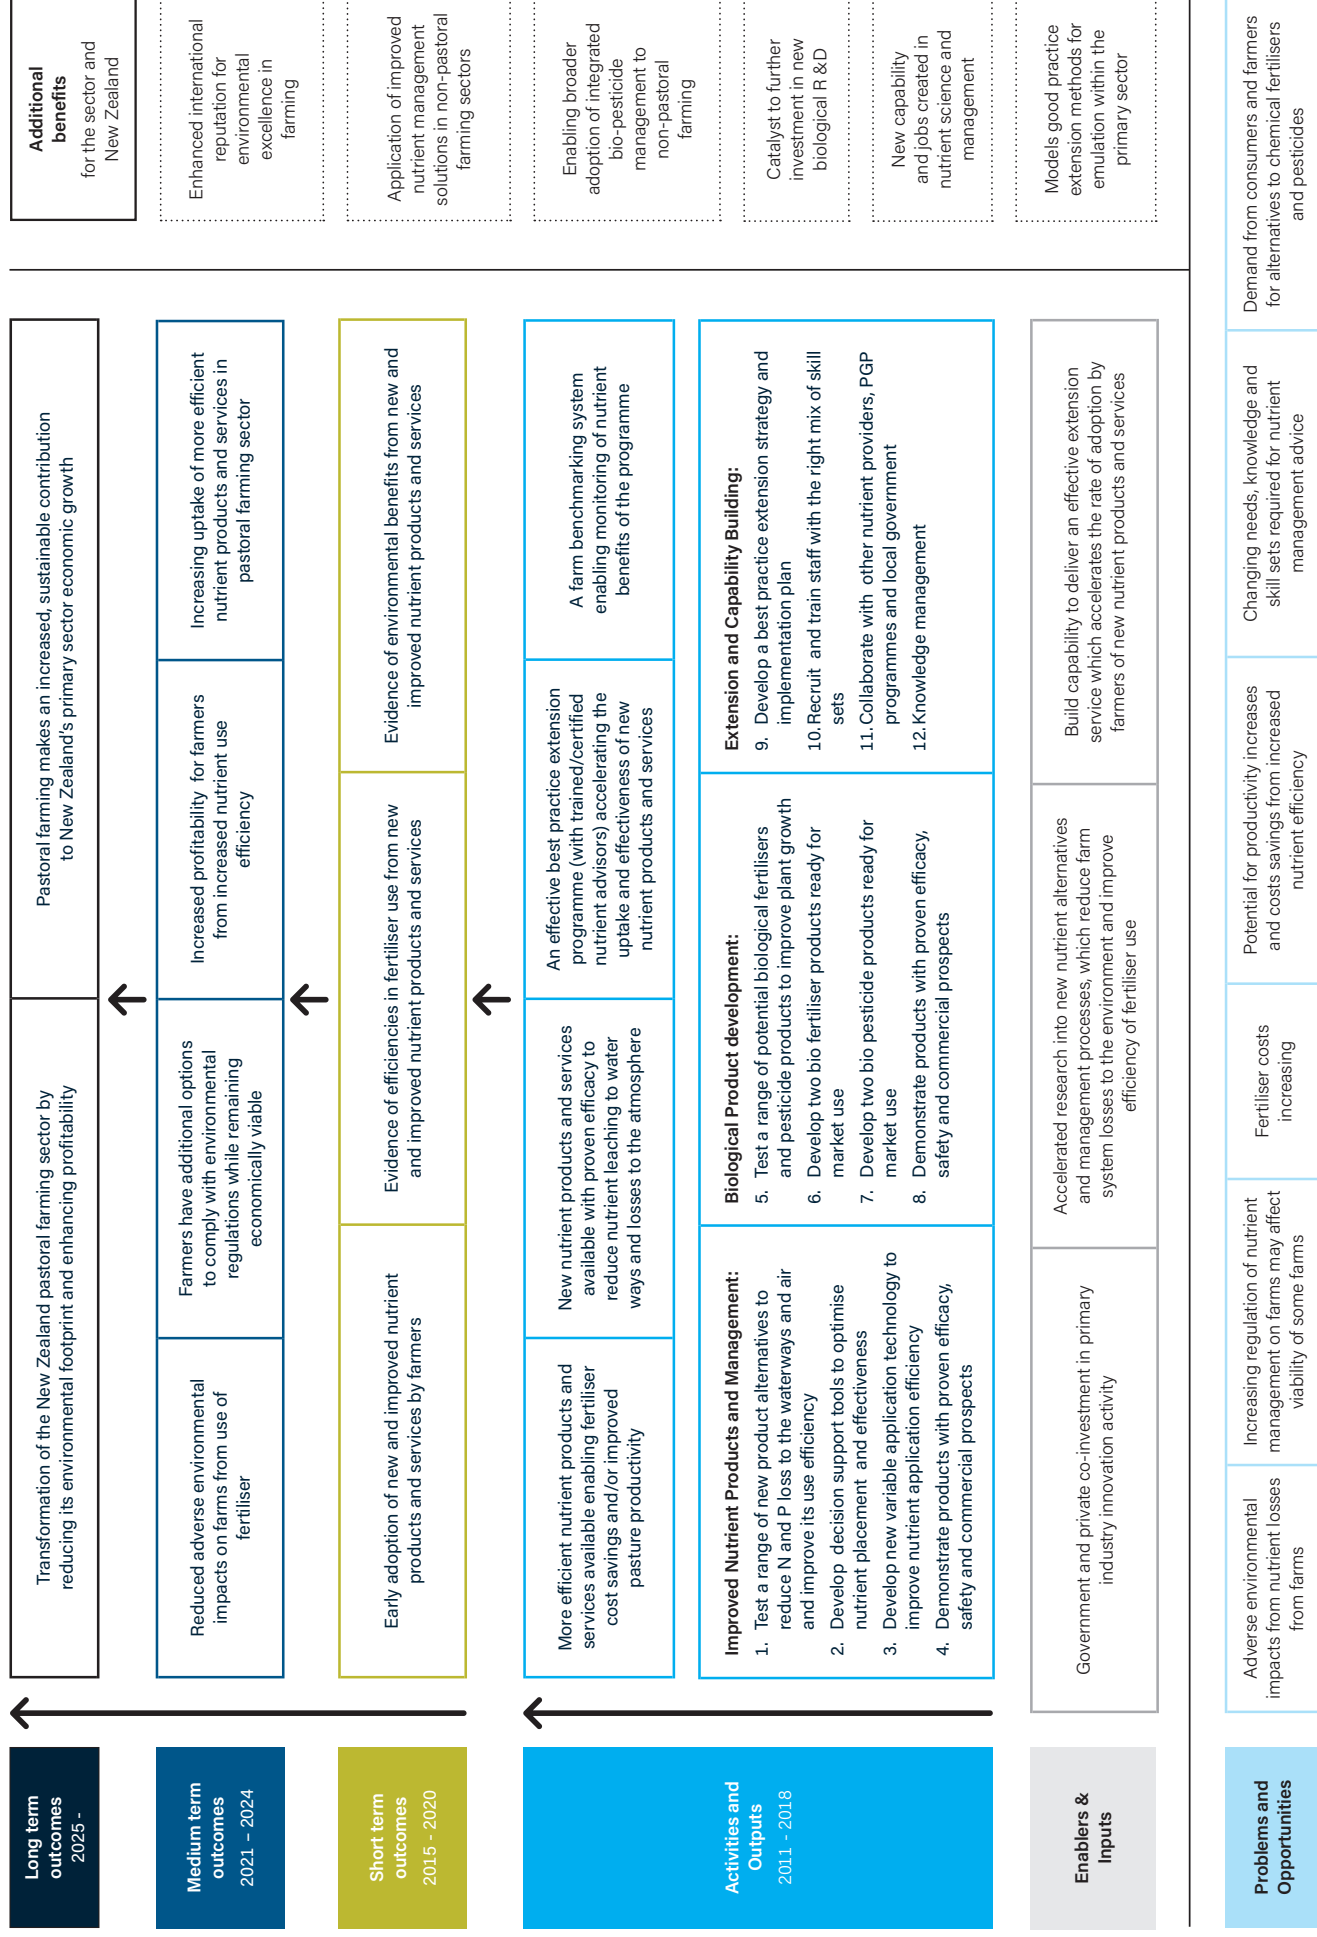 Long term
outcomes
2025 -
Transformation of the New Zealand pastoral farming sector by
reducing its environmental footprint and enhancing profitability
Pastoral farming makes an increased, sustainable contribution
to New Zealand's primary sector economic growth
Additional
benefits
for the sector and
New Zealand
Medium term
outcomes
2021 – 2024
Reduced adverse environmental
impacts on farms from use of
fertiliser
Farmers have additional options
to comply with environmental
regulations while remaining
economically viable
Increased profitability for farmers
from increased nutrient use
efficiency
Increasing uptake of more efficient
nutrient products and services in
pastoral farming sector
Enhanced international
reputation for
environmental
excellence in
farming
Short term
outcomes
2015 - 2020
Early adoption of new and improved nutrient
products and services by farmers
Evidence of efficiencies in fertiliser use from new
and improved nutrient products and services
Evidence of environmental benefits from new and
improved nutrient products and services
Application of improved
nutrient management
solutions in non-pastoral
farming sectors
Activities and
Outputs
2011 - 2018
More efficient nutrient products and
services available enabling fertiliser
cost savings and/or improved
pasture productivity
New nutrient products and services
available with proven efficacy to
reduce nutrient leaching to water
ways and losses to the atmosphere
An effective best practice extension
programme (with trained/certified
nutrient advisors) accelerating the
uptake and effectiveness of new
nutrient products and services
A farm benchmarking system
enabling monitoring of nutrient
benefits of the programme
Enabling broader
adoption of integrated
bio-pesticide
management to
non-pastoral
farming
Improved Nutrient Products and Management:
1. Test a range of new product alternatives to
reduce N and P loss to the waterways and air
and improve its use efficiency
2. Develop decision support tools to optimise
nutrient placement and effectiveness
3. Develop new variable application technology to
improve nutrient application efficiency
4. Demonstrate products with proven efficacy,
safety and commercial prospects
Biological Product development:
5. Test a range of potential biological fertilisers
and pesticide products to improve plant growth
6. Develop two bio fertiliser products ready for
market use
7. Develop two bio pesticide products ready for
market use
8. Demonstrate products with proven efficacy,
safety and commercial prospects
Extension and Capability Building:
9. Develop a best practice extension strategy and
implementation plan
10. Recruit and train staff with the right mix of skill
sets
11. Collaborate with other nutrient providers, PGP
programmes and local government
12. Knowledge management
Catalyst to further
investment in new
biological R &D
New capability
and jobs created in
nutrient science and
management
Enablers &
Inputs
Government and private co-investment in primary
industry innovation activity
Accelerated research into new nutrient alternatives
and management processes, which reduce farm
system losses to the environment and improve
efficiency of fertiliser use
Build capability to deliver an effective extension
service which accelerates the rate of adoption by
farmers of new nutrient products and services
Models good practice
extension methods for
emulation within the
primary sector
Problems and
Opportunities
Adverse environmental
impacts from nutrient losses
from farms
Increasing regulation of nutrient
management on farms may affect
viability of some farms
Fertiliser costs
increasing
Potential for productivity increases
and costs savings from increased
nutrient efficiency
Changing needs, knowledge and
skill sets required for nutrient
management advice
Demand from consumers and farmers
for alternatives to chemical fertilisers
and pesticides